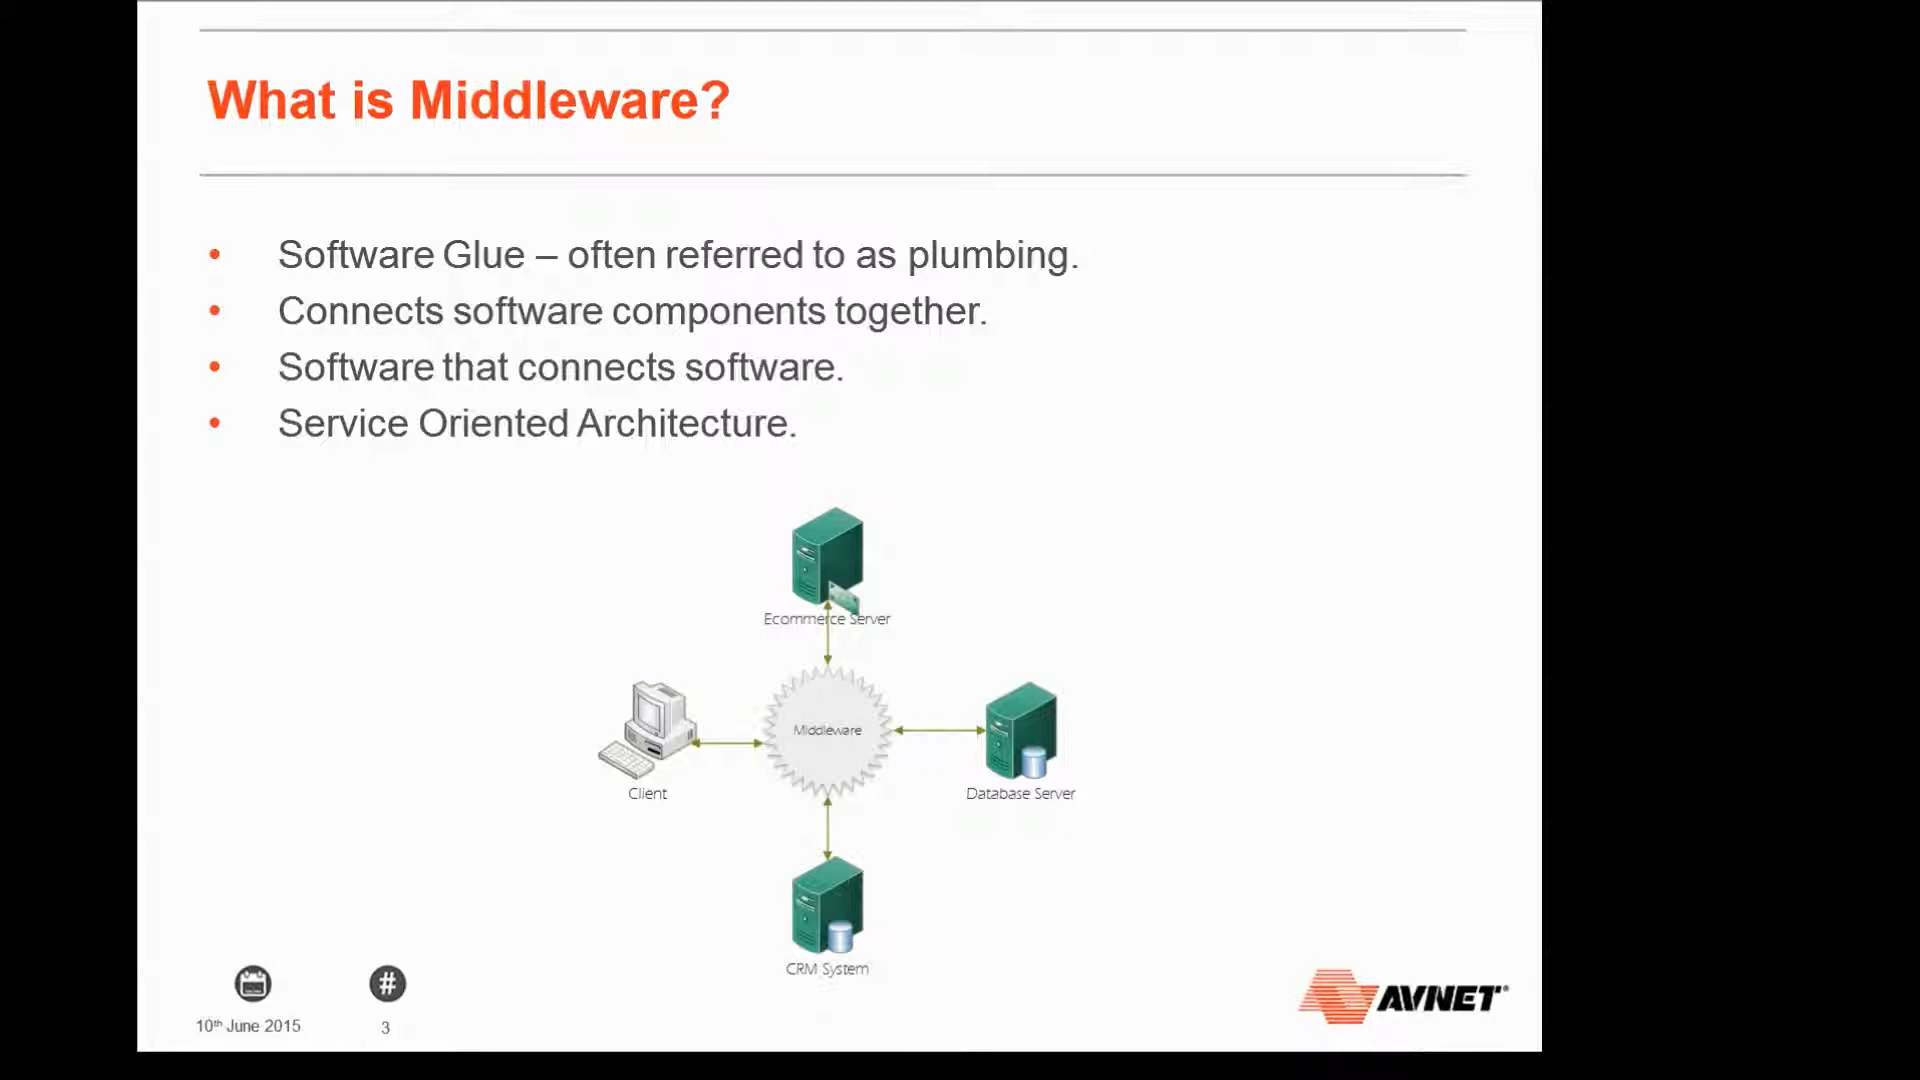 What is Middleware?
• Software Glue – often referred to as plumbing.
• Connects software components together.
• Software that connects software.
• Service Oriented Architecture.
Ecommerce Server
Middleware
Client
Database Server
CRM System
#
10th June 2015
3
AVNET®